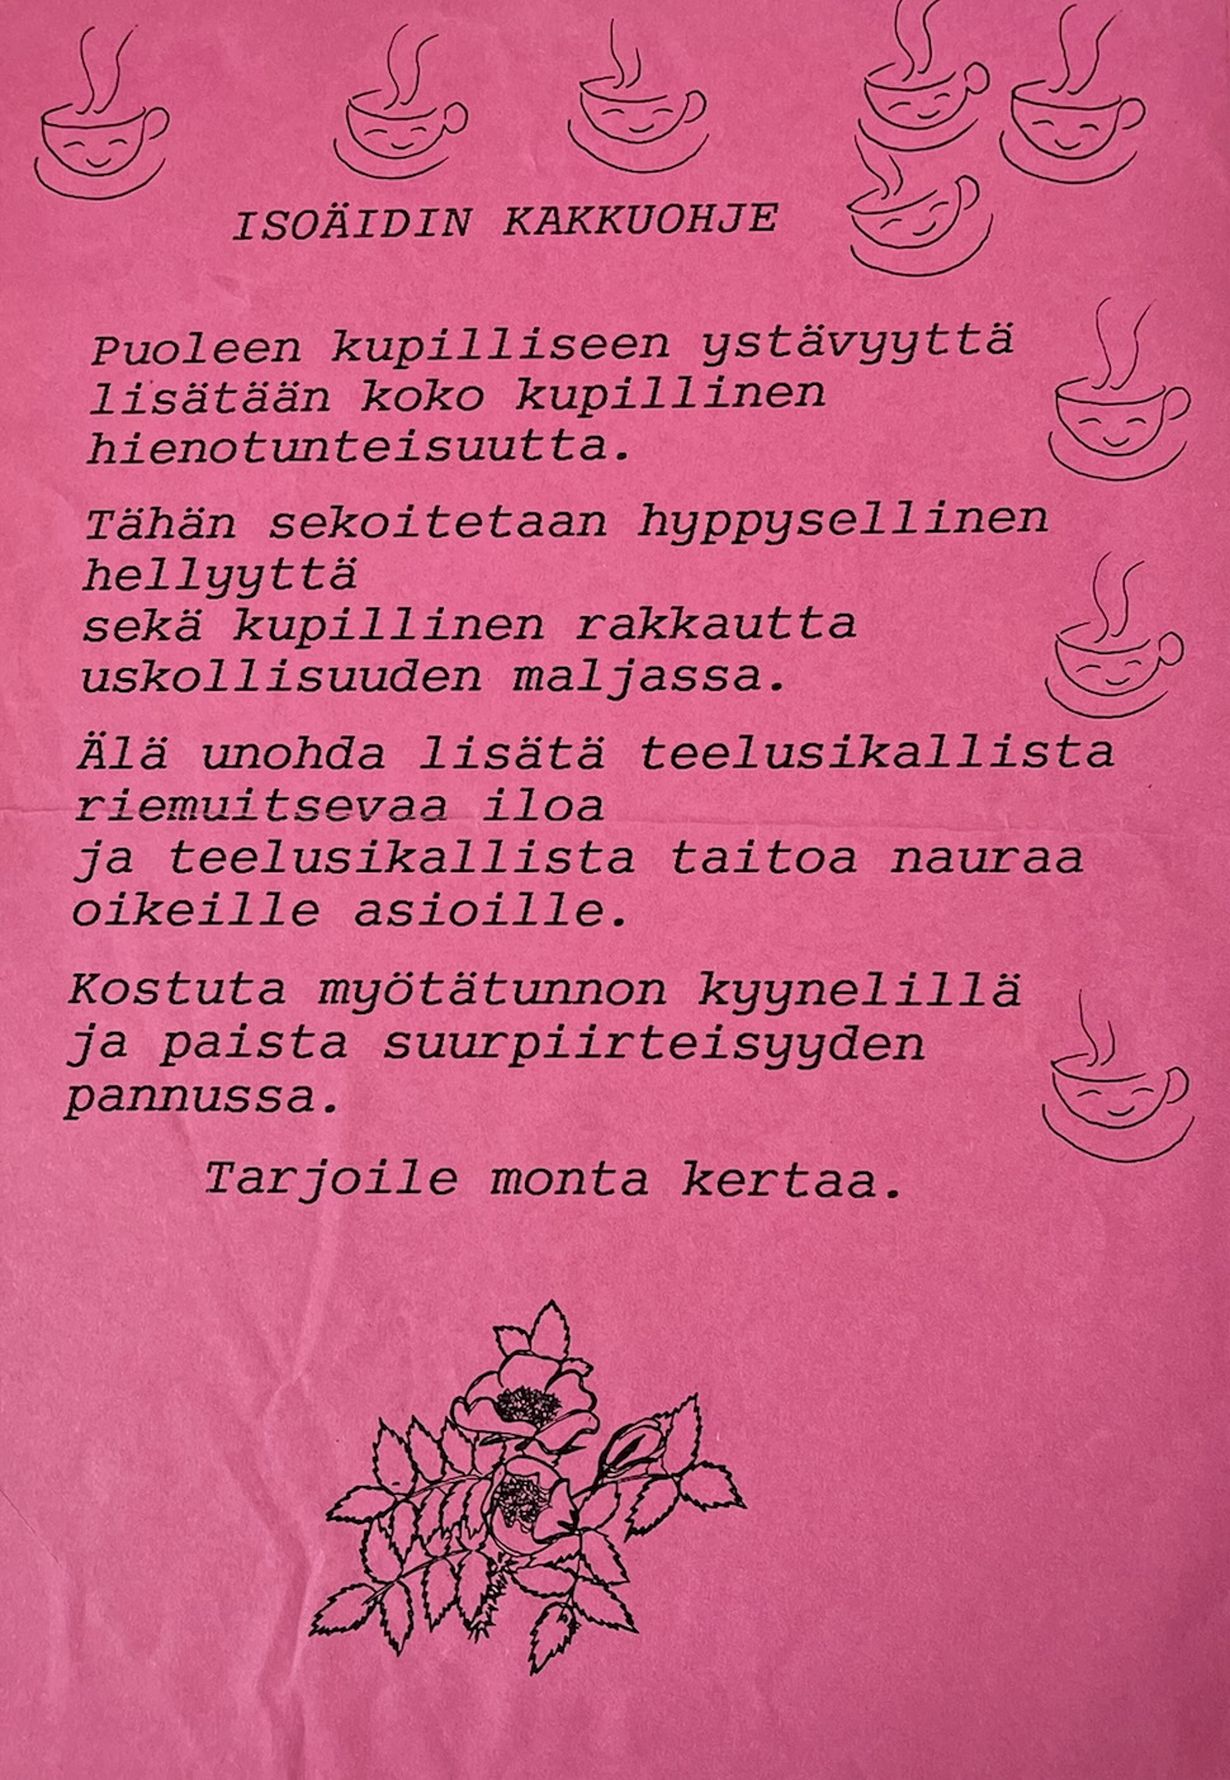 ISOÄIDIN KAKKUOHJE
Puoleen kupilliseen ystävyyttä
lisätään koko kupillinen
hienotunteisuutta.
Tähän sekoitetaan hyppysellinen
hellyyttä
sekä kupillinen rakkautta
uskollisuuden maljassa.
Älä unohda lisätä teelusikallista
riemuitsevaa iloa
ja teelusikallista taitoa nauraa
oikeille asioille.
Kostuta myötätunnon kyynelillä
ja paista suurpiirteisyyden
pannussa.
Tarjoile monta kertaa.